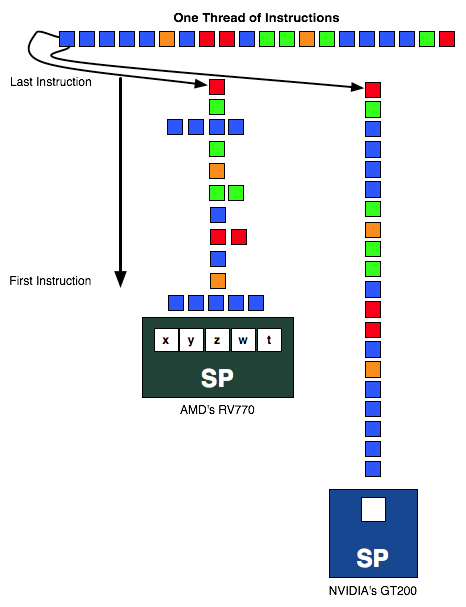 One Thread of Instructions
Last Instruction
First Instruction
x y z w t
SP
AMD's RV770
SP
NVIDIA's GT200